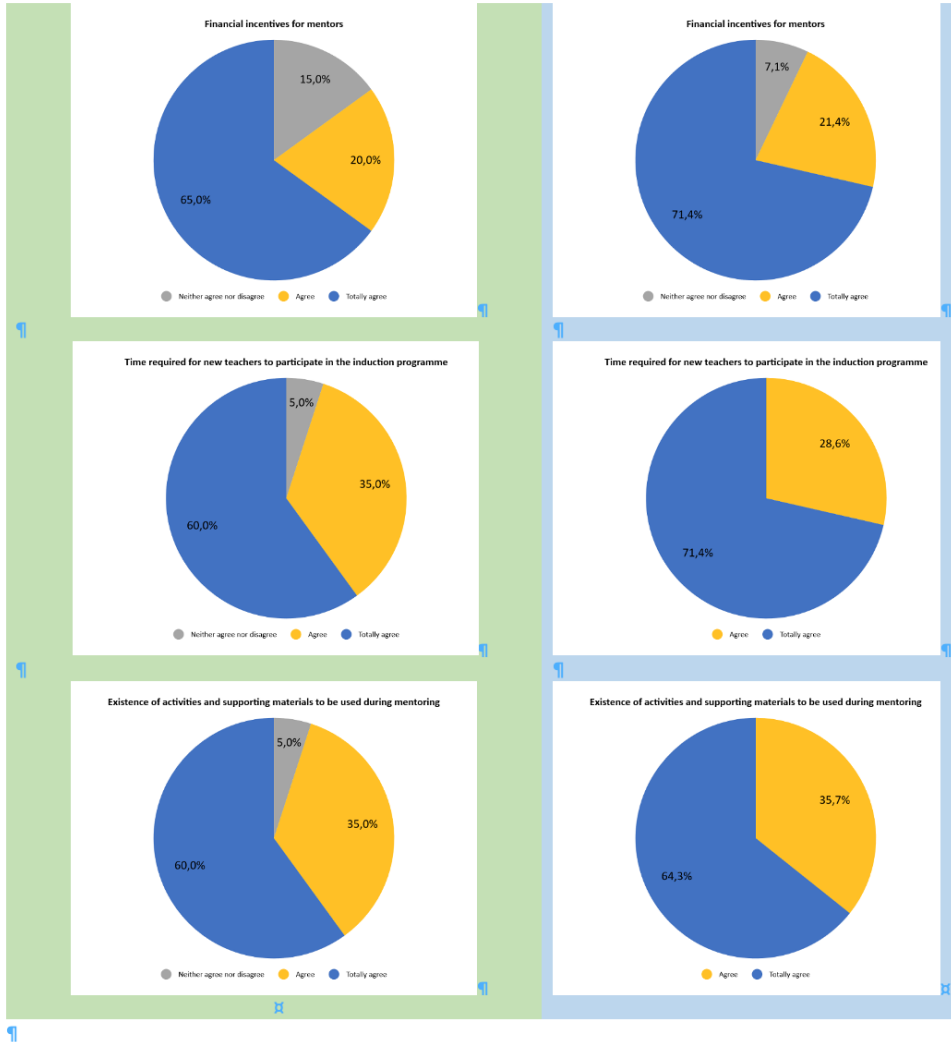 Financial incentives for mentors
15,0%
20,0%
65,0%
Neither agree nor disagree Agree Totally agree
¶
¶
Financial incentives for mentors
7,1%
21,4%
71,4%
Neither agree nor disagree Agree Totally agree
¶
¶
Time required for new teachers to participate in the induction programme
5,0%
35,0%
60,0%
Neither agree nor disagree Agree Totally agree
¶
¶
Time required for new teachers to participate in the induction programme
28,6%
71,4%
Agree Totally agree
¶
¶
Existence of activities and supporting materials to be used during mentoring
5,0%
35,0%
60,0%
Neither agree nor disagree Agree Totally agree
¶
¤
Existence of activities and supporting materials to be used during mentoring
35,7%
64,3%
Agree Totally agree
¤
¶